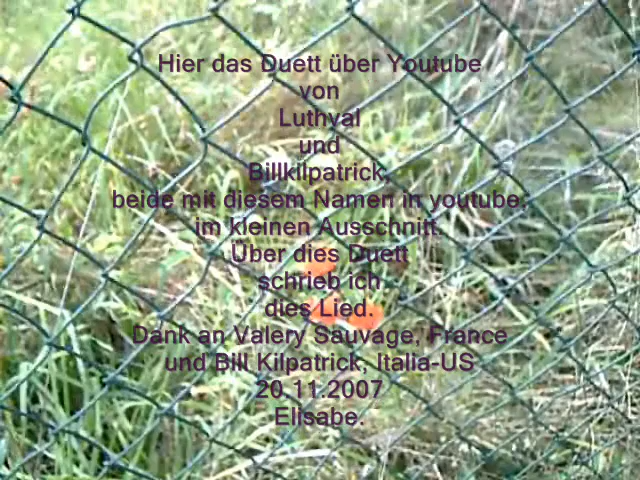 Hier das Duett über Youtube
von
Luthval
und
Billkilpatrick,
beide mit diesem Namen in youtube,
im kleinen Ausschnitt.
Über dies Duett
schrieb ich
dies Lied.
Dank an Valery Sauvage, France
und Bill Kilpatrick, Italia-US
20.11.2007
Elisabe.